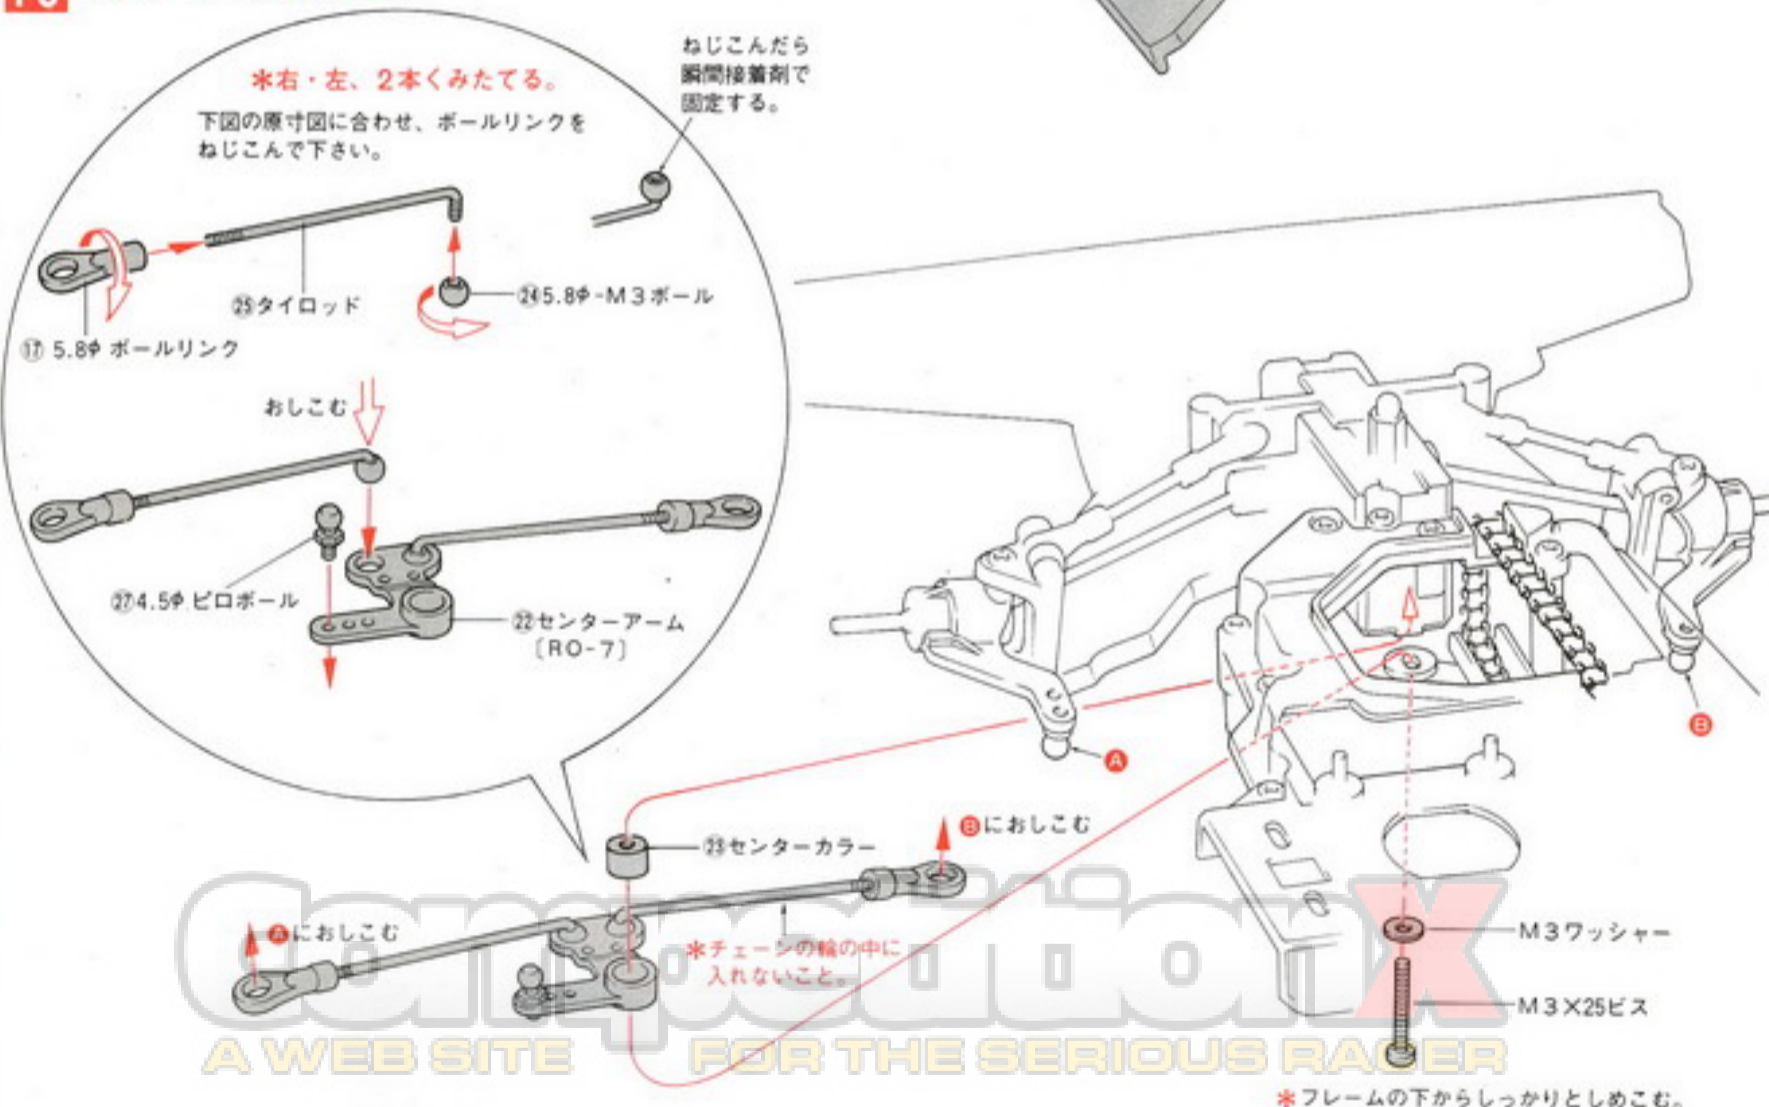 *右・左、2本くみたてる。
下図の原寸図に合わせ、ボールリンクを
ねじこんで下さい。
ねじこんだら
瞬間接着剤で
固定する。
㉕タイロッド
㉔5.8φ-M3ボール
⑰ 5.8φ ボールリンク
おしこむ
㉗4.5φ ピロボール
㉒センターアーム
[RO-7]
A
B
㉓センターカラー
Bにおしこむ
Aにおしこむ
*チェーンの輪の中に
入れないこと。
M3ワッシャー
M3×25ビス
*フレームの下からしっかりとしめこむ。
CompetitionX
A WEB SITE FOR THE SERIOUS RACER